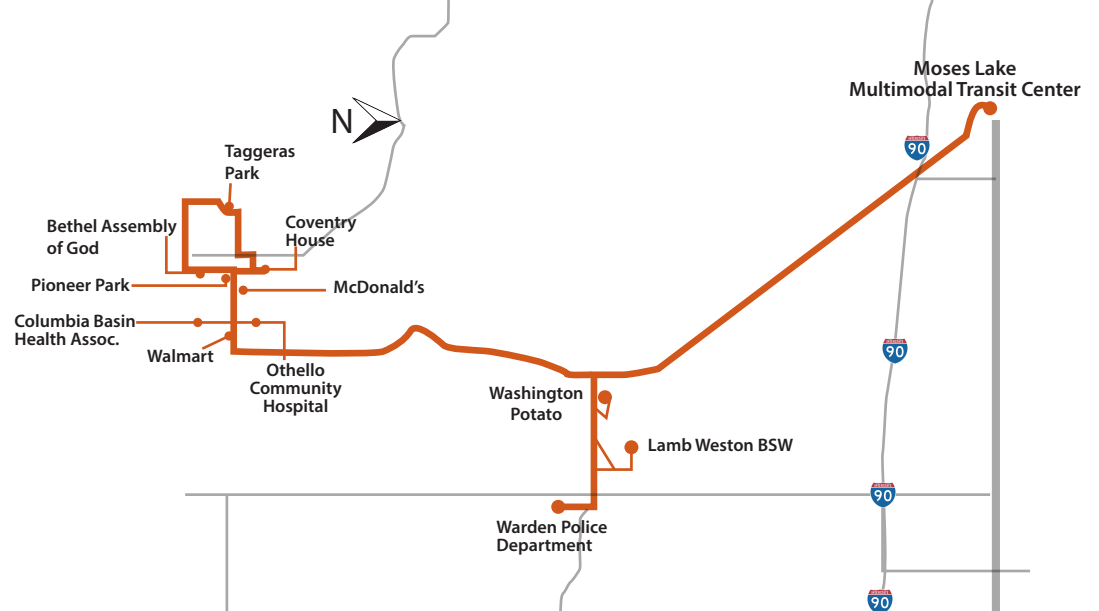 Moses Lake
Multimodal Transit Center
N
90
Taggeras
Park
Bethel Assembly
of God
Coventry
House
Pioneer Park
McDonald's
Columbia Basin
Health Assoc.
Walmart
Othello
Community
Hospital
90
Washington
Potato
Lamb Weston BSW
90
Warden Police
Department
90